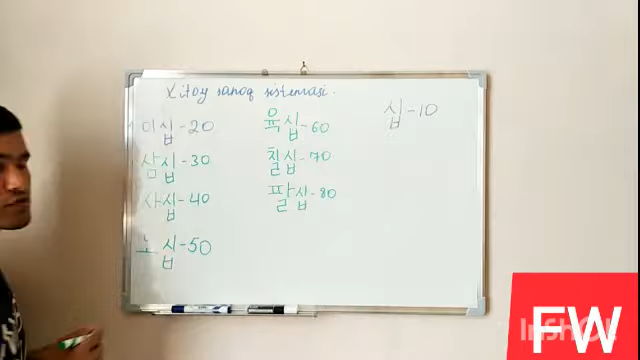 Xitoy sanoq sistemasi.
이십-20
삼십-30
사십-40
오십-50
육십-60
칠십-70
팔십-80
십-10
FW
InShOt